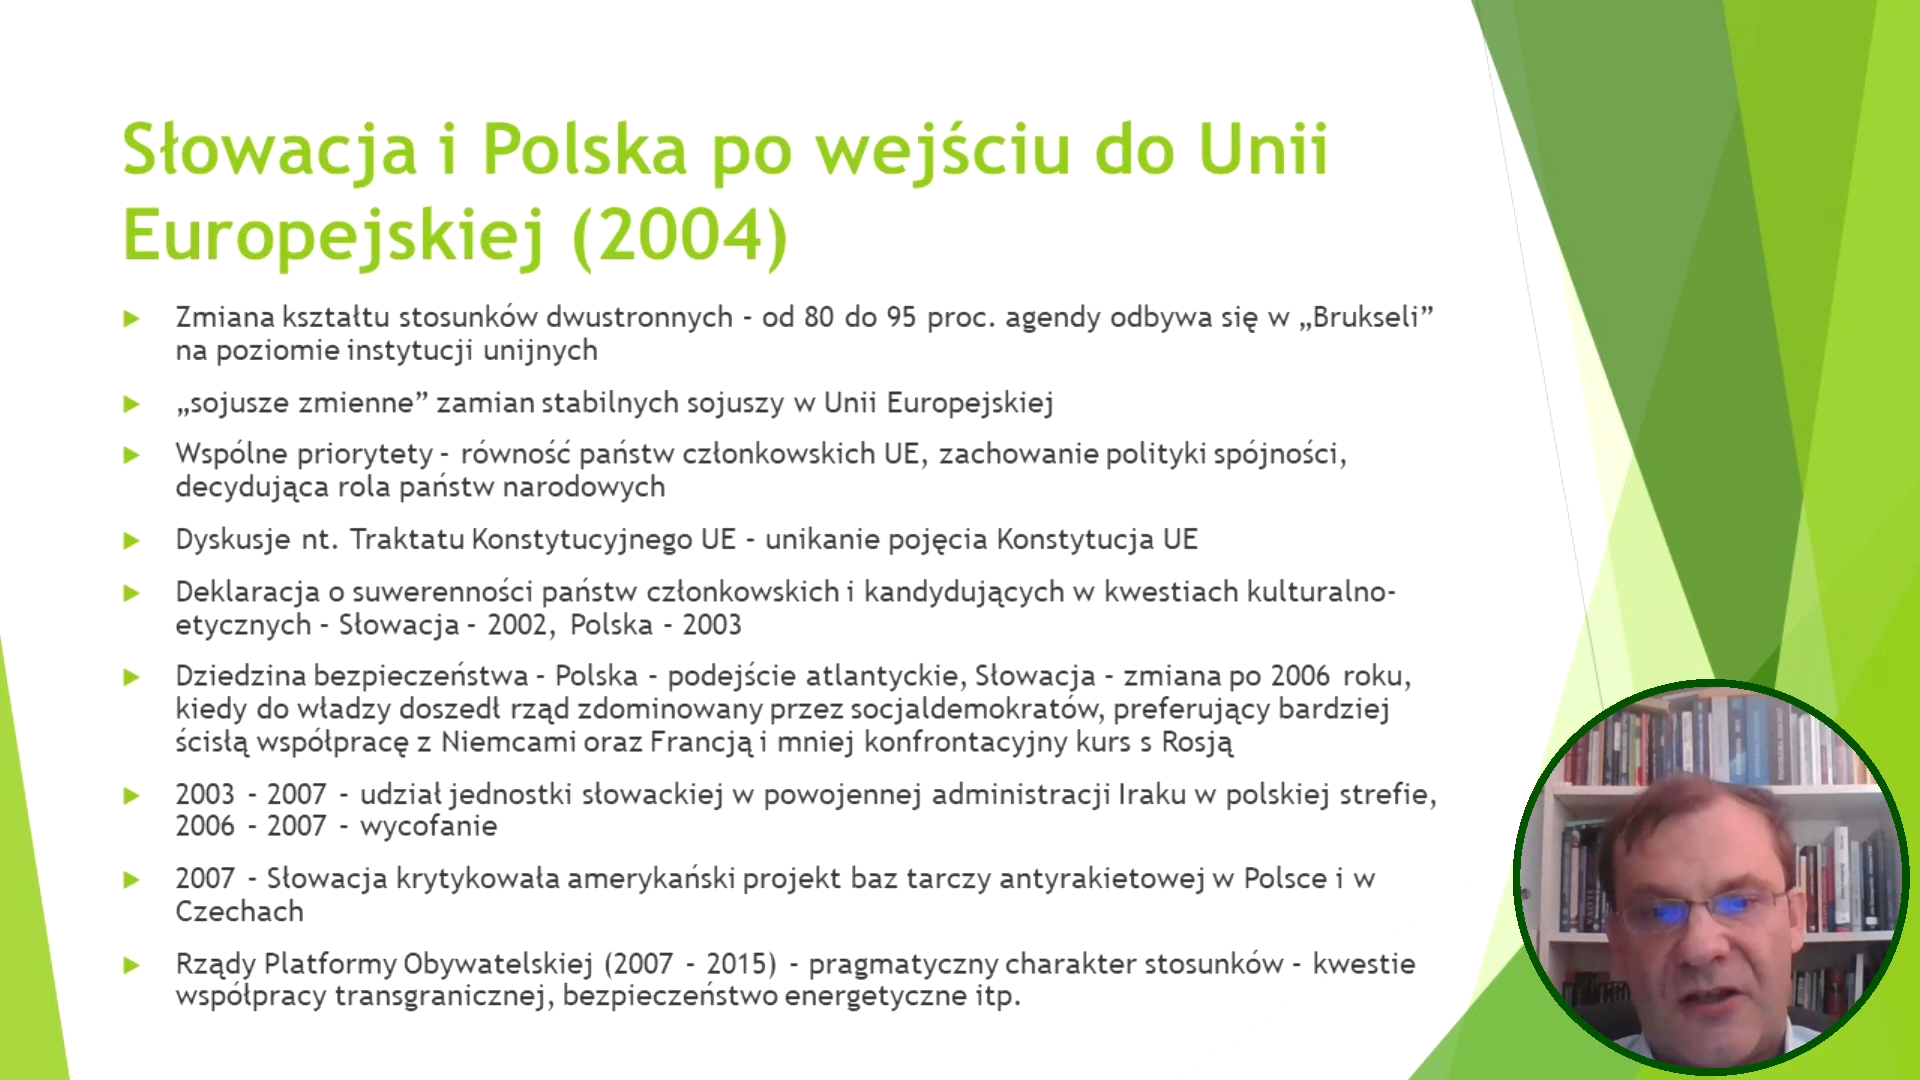 Słowacja i Polska po wejściu do Unii
Europejskiej (2004)
Zmiana kształtu stosunków dwustronnych - od 80 do 95 proc. agendy odbywa się w „Brukseli”
na poziomie instytucji unijnych
„sojusze zmienne” zamian stabilnych sojuszy w Unii Europejskiej
Wspólne priorytety - równość państw członkowskich UE, zachowanie polityki spójności,
decydująca rola państw narodowych
Dyskusje nt. Traktatu Konstytucyjnego UE - unikanie pojęcia Konstytucja UE
Deklaracja o suwerenności państw członkowskich i kandydujących w kwestiach kulturalno-
etycznych - Słowacja - 2002, Polska - 2003
Dziedzina bezpieczeństwa - Polska - podejście atlantyckie, Słowacja - zmiana po 2006 roku,
kiedy do władzy doszedł rząd zdominowany przez socjaldemokratów, preferujący bardziej
ścisłą współpracę z Niemcami oraz Francją i mniej konfrontacyjny kurs s Rosją
2003 - 2007 - udział jednostki słowackiej w powojennej administracji Iraku w polskiej strefie,
2006 - 2007 - wycofanie
2007 - Słowacja krytykowała amerykański projekt baz tarczy antyrakietowej w Polsce i w
Czechach
Rządy Platformy Obywatelskiej (2007 - 2015) - pragmatyczny charakter stosunków - kwestie
współpracy transgranicznej, bezpieczeństwo energetyczne itp.